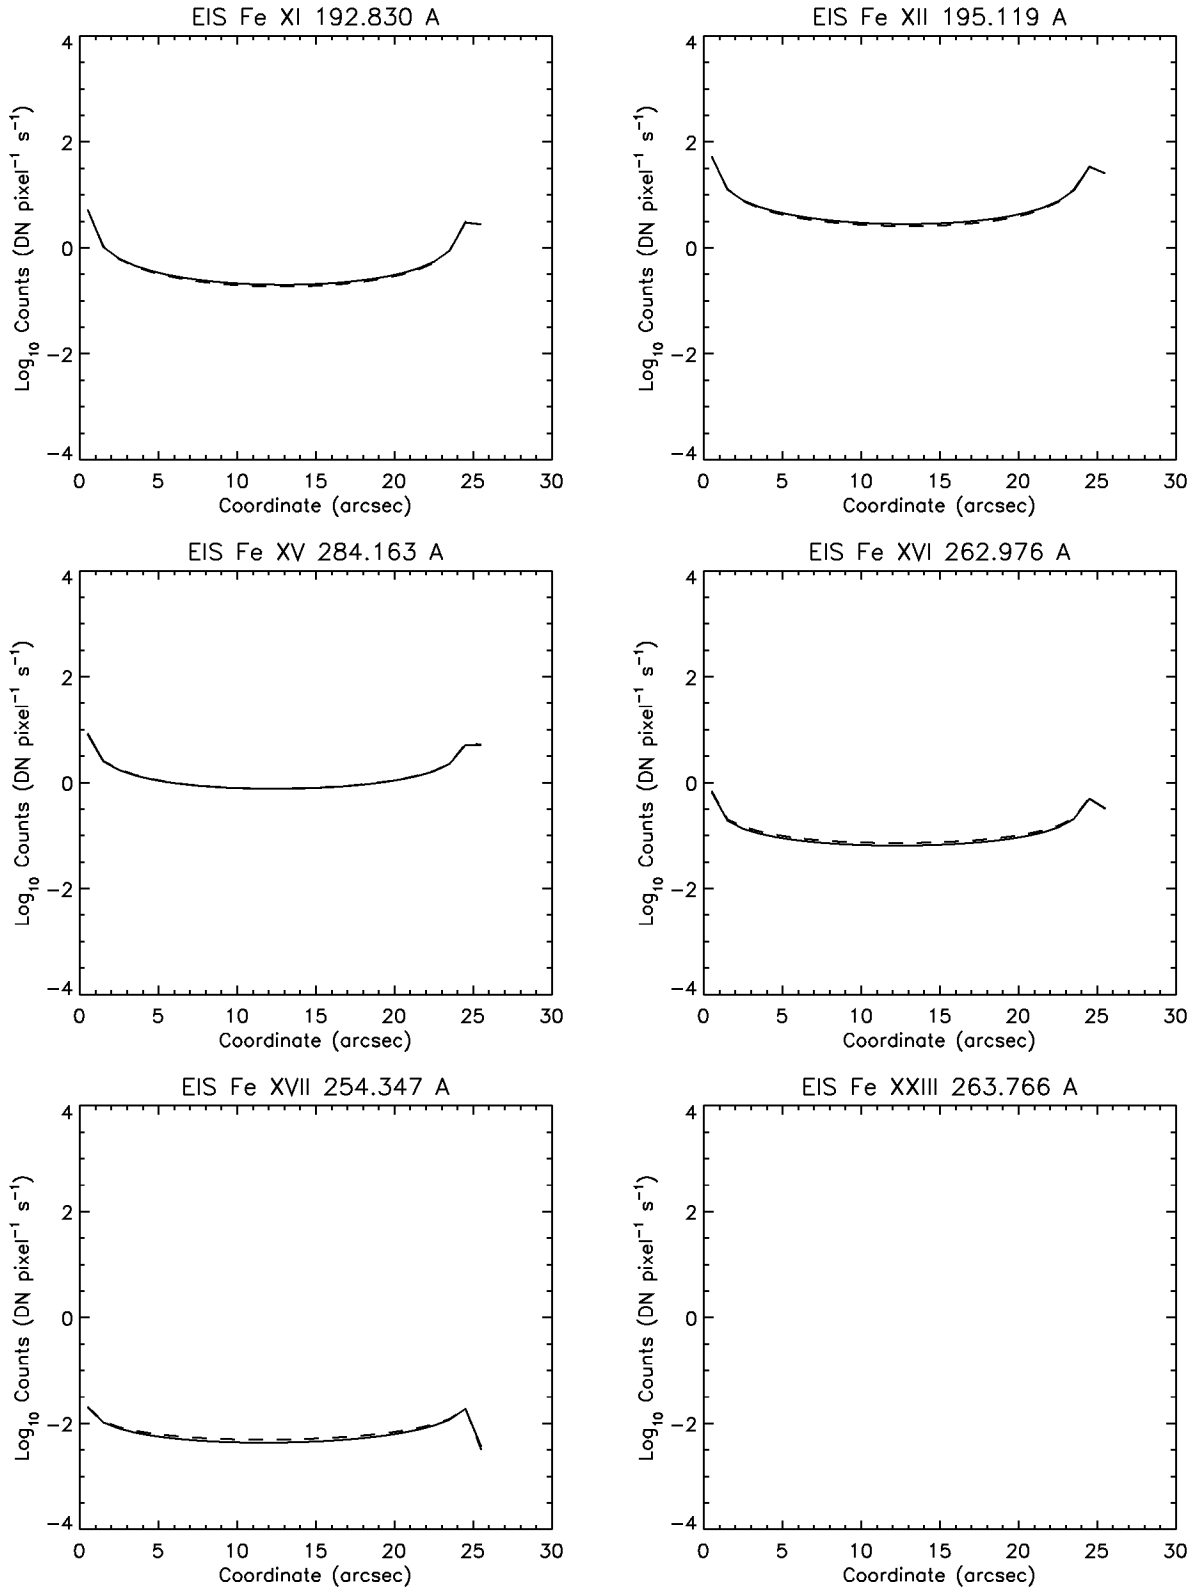 EIS Fe XI 192.830 A
4
2
0
−2
−4
Log10 Counts (DN pixel−1 s−1)
0 5 10 15 20 25 30
Coordinate (arcsec)
EIS Fe XII 195.119 A
4
2
0
−2
−4
Log10 Counts (DN pixel−1 s−1)
0 5 10 15 20 25 30
Coordinate (arcsec)
EIS Fe XV 284.163 A
4
2
0
−2
−4
Log10 Counts (DN pixel−1 s−1)
0 5 10 15 20 25 30
Coordinate (arcsec)
EIS Fe XVI 262.976 A
4
2
0
−2
−4
Log10 Counts (DN pixel−1 s−1)
0 5 10 15 20 25 30
Coordinate (arcsec)
EIS Fe XVII 254.347 A
4
2
0
−2
−4
Log10 Counts (DN pixel−1 s−1)
0 5 10 15 20 25 30
Coordinate (arcsec)
EIS Fe XXIII 263.766 A
4
2
0
−2
−4
Log10 Counts (DN pixel−1 s−1)
0 5 10 15 20 25 30
Coordinate (arcsec)